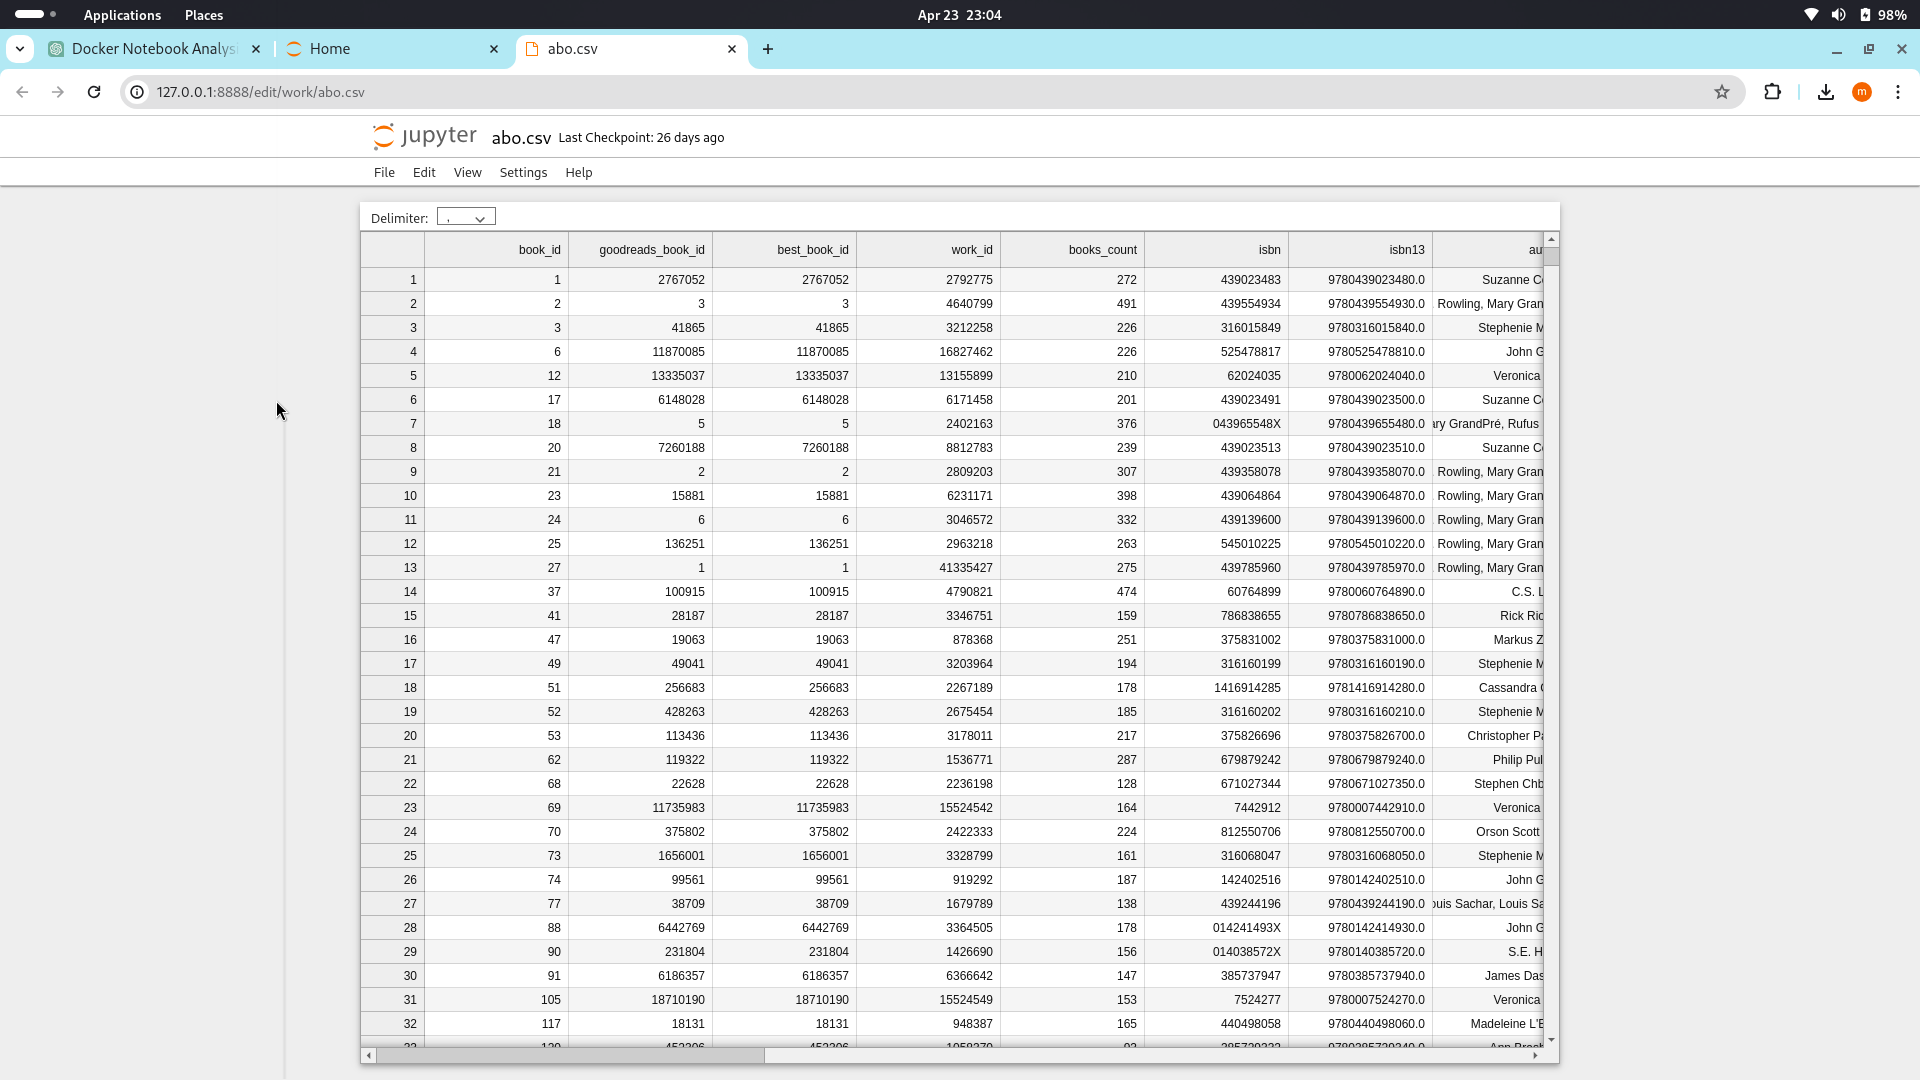 Applications Places Apr 23 23:04 98%
Docker Notebook Analys Home abo.csv
127.0.0.1:8888/edit/work/abo.csv m
jupyter abo.csv Last Checkpoint: 26 days ago
File Edit View Settings Help
Delimiter: ,
book_id goodreads_book_id best_book_id work_id books_count isbn isbn13 au
1 1 2767052 2767052 2792775 272 439023483 9780439023480.0 Suzanne Co
2 2 3 3 4640799 491 439554934 9780439554930.0 Rowling, Mary Gran
3 3 41865 41865 3212258 226 316015849 9780316015840.0 Stephenie M
4 6 11870085 11870085 16827462 226 525478817 9780525478810.0 John G
5 12 13335037 13335037 13155899 210 62024035 9780062024040.0 Veronica
6 17 6148028 6148028 6171458 201 439023491 9780439023500.0 Suzanne Co
7 18 5 5 2402163 376 043965548X 9780439655480.0 ary GrandPré, Rufus
8 20 7260188 7260188 8812783 239 439023513 9780439023510.0 Suzanne Co
9 21 2 2 2809203 307 439358078 9780439358070.0 Rowling, Mary Gran
10 23 15881 15881 6231171 398 439064864 9780439064870.0 Rowling, Mary Gran
11 24 6 6 3046572 332 439139600 9780439139600.0 Rowling, Mary Gran
12 25 136251 136251 2963218 263 545010225 9780545010220.0 Rowling, Mary Gran
13 27 1 1 41335427 275 439785960 9780439785970.0 Rowling, Mary Gran
14 37 100915 100915 4790821 474 60764899 9780060764890.0 C.S. L
15 41 28187 28187 3346751 159 786838655 9780786838650.0 Rick Rio
16 47 19063 19063 878368 251 375831002 9780375831000.0 Markus Z
17 49 49041 49041 3203964 194 316160199 9780316160190.0 Stephenie M
18 51 256683 256683 2267189 178 1416914285 9781416914280.0 Cassandra C
19 52 428263 428263 2675454 185 316160202 9780316160210.0 Stephenie M
20 53 113436 113436 3178011 217 375826696 9780375826700.0 Christopher Pa
21 62 119322 119322 1536771 287 679879242 9780679879240.0 Philip Pul
22 68 22628 22628 2236198 128 671027344 9780671027350.0 Stephen Chb
23 69 11735983 11735983 15524542 164 7442912 9780007442910.0 Veronica
24 70 375802 375802 2422333 224 812550706 9780812550700.0 Orson Scott
25 73 1656001 1656001 3328799 161 316068047 9780316068050.0 Stephenie M
26 74 99561 99561 919292 187 142402516 9780142402510.0 John G
27 77 38709 38709 1679789 138 439244196 9780439244190.0 ouis Sachar, Louis Sa
28 88 6442769 6442769 3364505 178 014241493X 9780142414930.0 John G
29 90 231804 231804 1426690 156 014038572X 9780140385720.0 S.E. H
30 91 6186357 6186357 6366642 147 385737947 9780385737940.0 James Das
31 105 18710190 18710190 15524549 153 7524277 9780007524270.0 Veronica
32 117 18131 18131 948387 165 440498058 9780440498060.0 Madeleine L'E